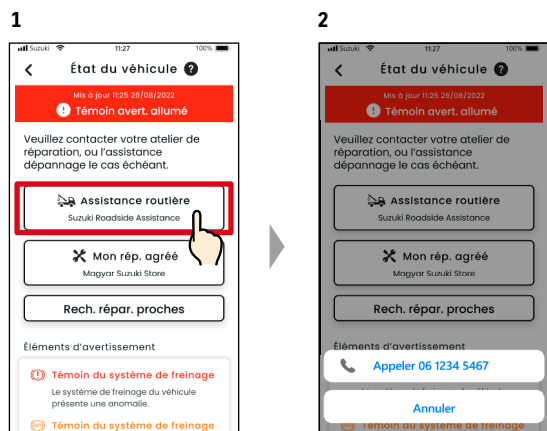 1
Suzuki 11:27 100%
État du véhicule ?
Mis à jour 11:25 26/08/2022
! Témoin avert. allumé
Veuillez contacter votre atelier de
réparation, ou l'assistance
dépannage le cas échéant.
Assistance routière
Suzuki Roadside Assistance
Mon rép. agréé
Magyar Suzuki Store
Rech. répar. proches
Éléments d'avertissement
Témoin du système de freinage
Le système de freinage du véhicule
présente une anomalie.
Témoin du système de freinage
2
Suzuki 11:27 100%
État du véhicule ?
Mis à jour 11:25 26/08/2022
! Témoin avert. allumé
Veuillez contacter votre atelier de
réparation, ou l'assistance
dépannage le cas échéant.
Assistance routière
Suzuki Roadside Assistance
Mon rép. agréé
Magyar Suzuki Store
Rech. répar. proches
Éléments d'avertissement
Appeler 06 1234 5467
Annuler
Témoin du système de freinage